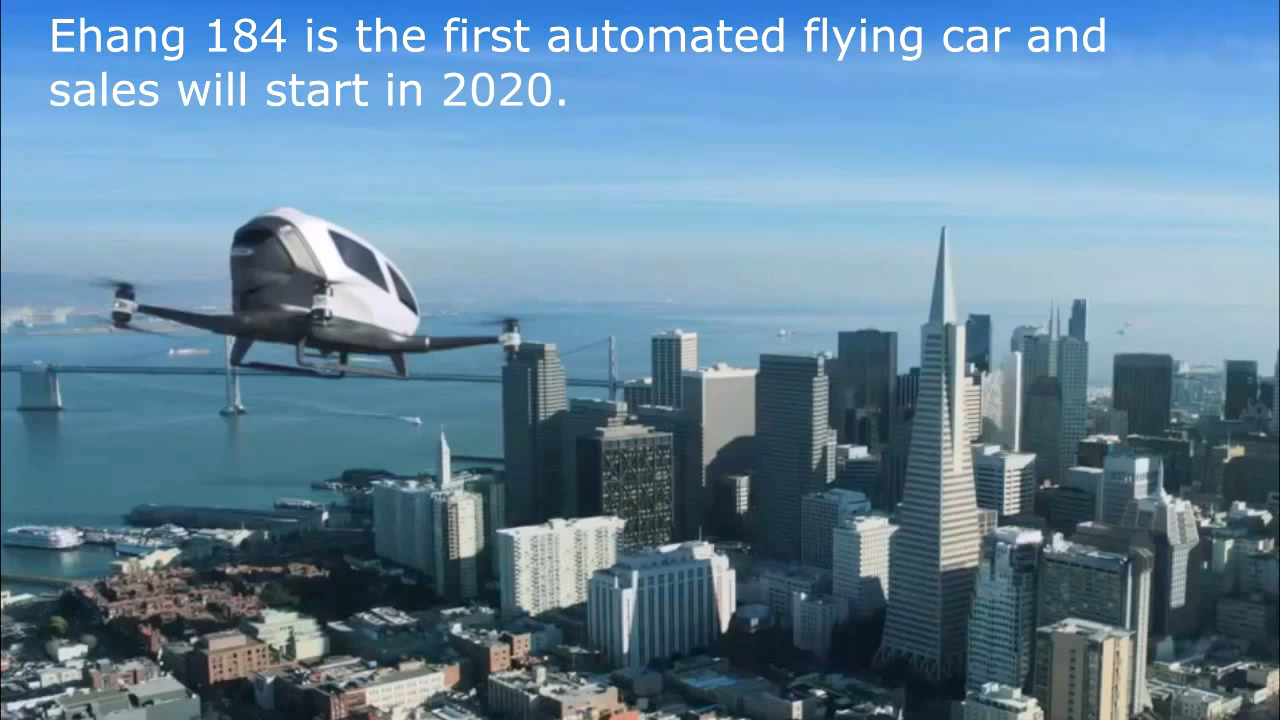 Ehang 184 is the first automated flying car and
sales will start in 2020.